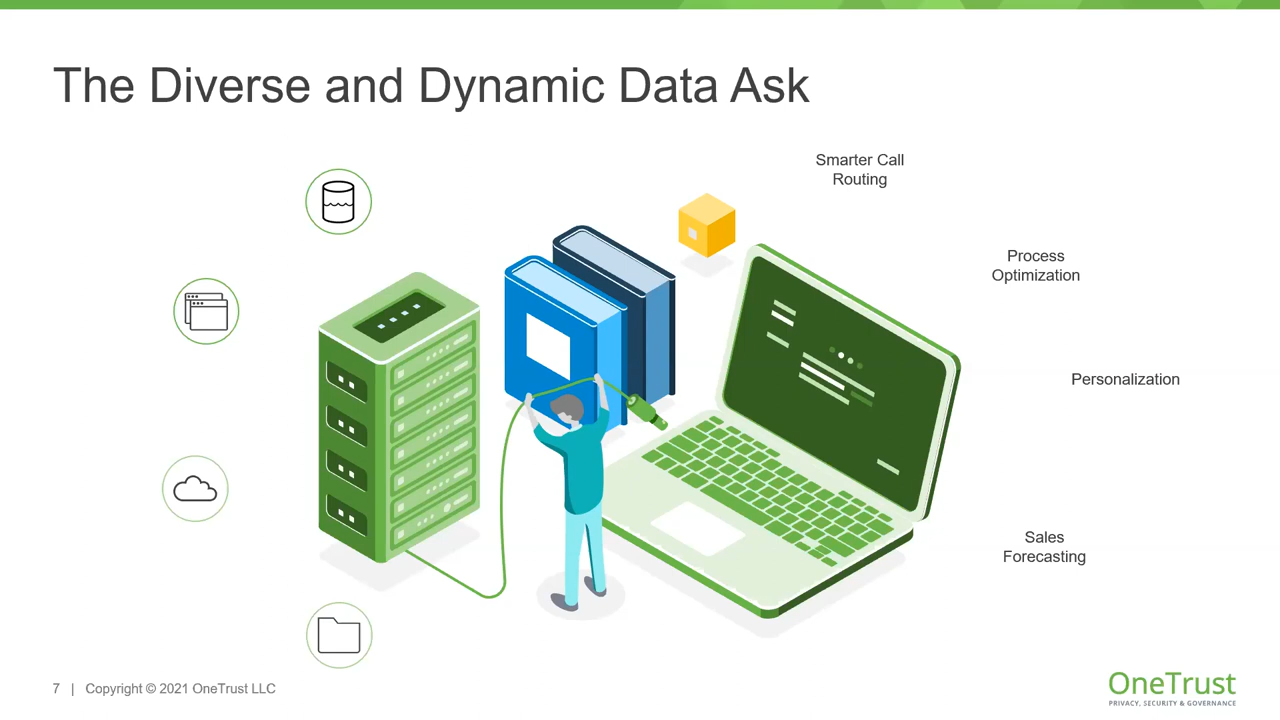 The Diverse and Dynamic Data Ask
Smarter Call
Routing
Process
Optimization
Personalization
Sales
Forecasting
7 | Copyright © 2021 OneTrust LLC
OneTrust
PRIVACY, SECURITY & GOVERNANCE